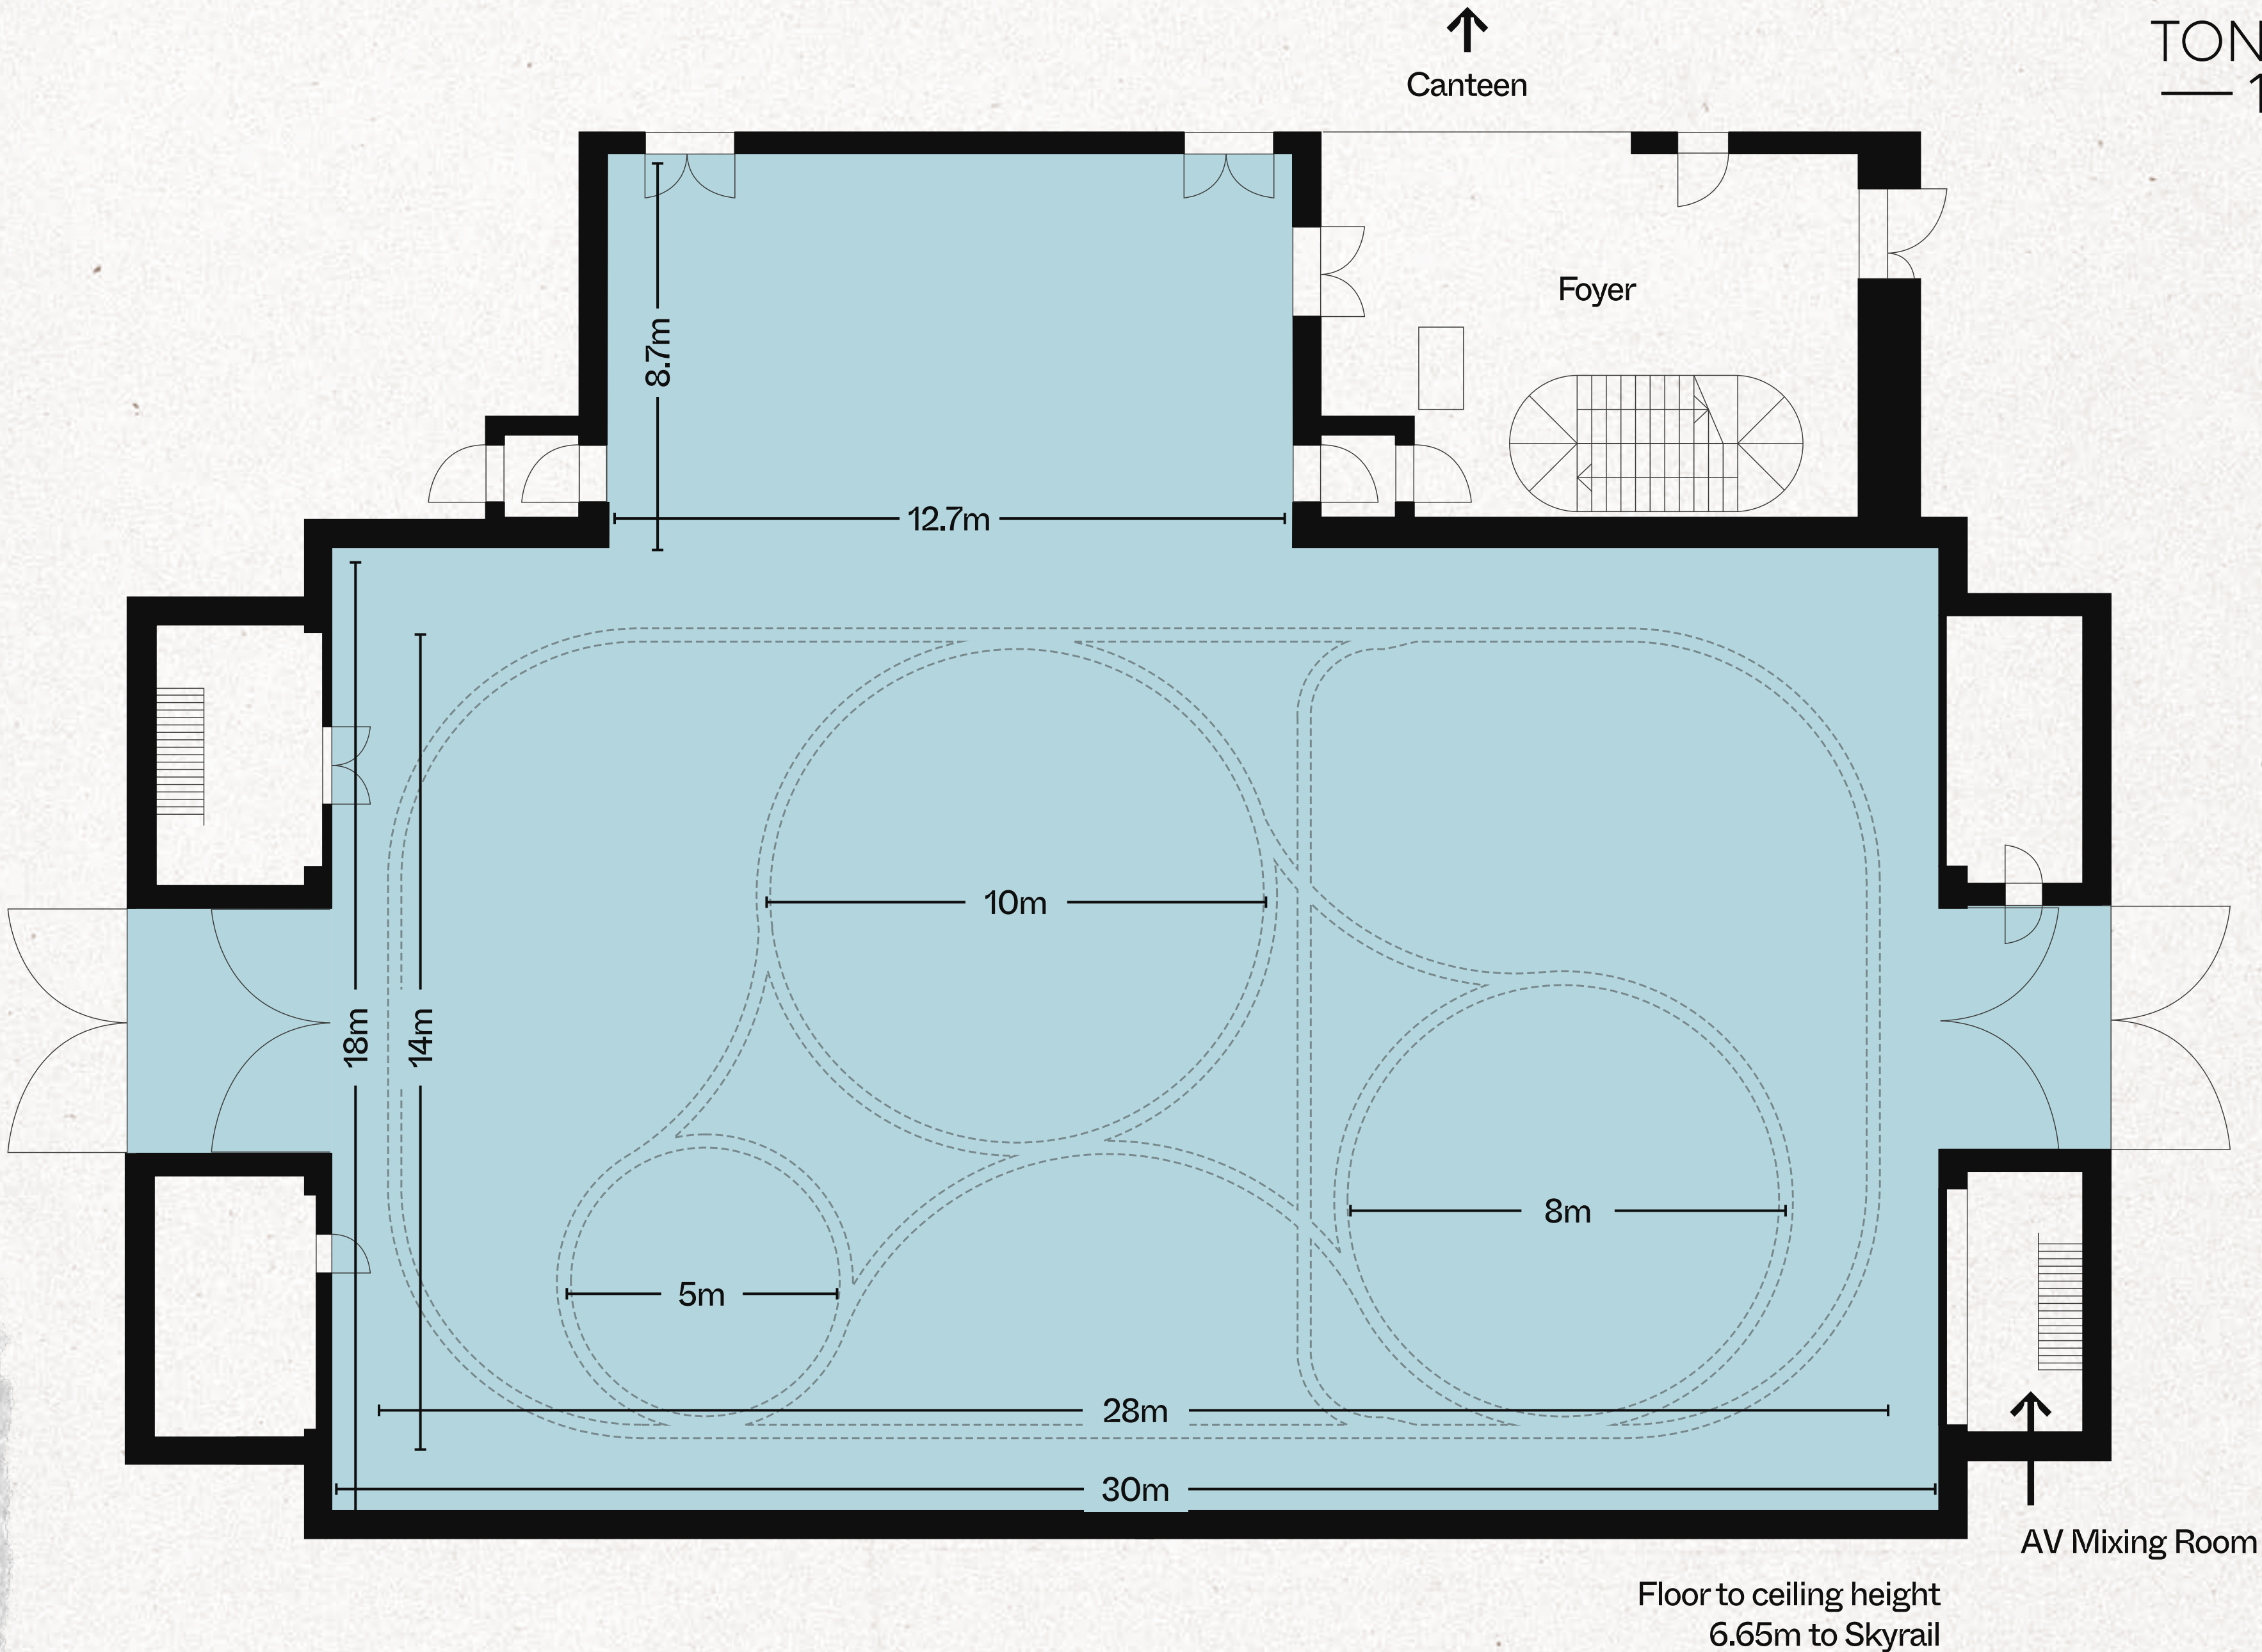 Canteen
TON
— 1
Foyer
8.7m
12.7m
10m
18m
14m
8m
5m
28m
30m
AV Mixing Room
Floor to ceiling height
6.65m to Skyrail